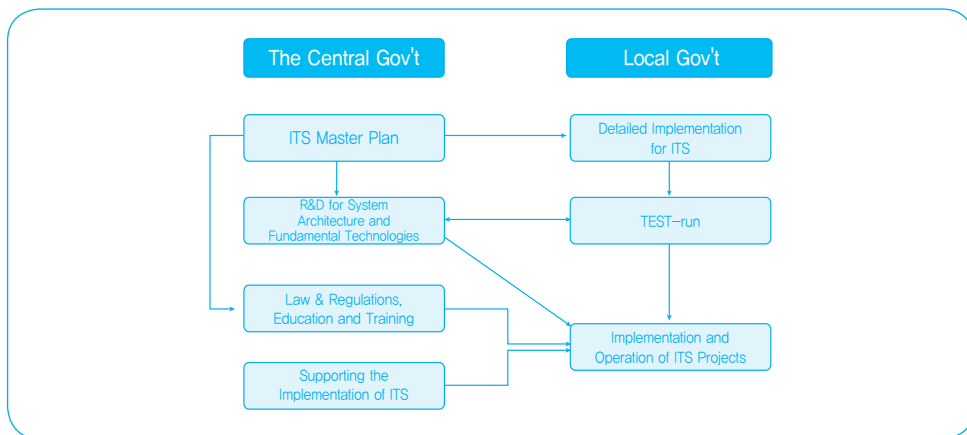 The Central Gov't
Local Gov't
ITS Master Plan
Detailed Implementation
for ITS
R&D for System
Architecture and
Fundamental Technologies
TEST-run
Law & Regulations,
Education and Training
Implementation and
Operation of ITS Projects
Supporting the
Implementation of ITS